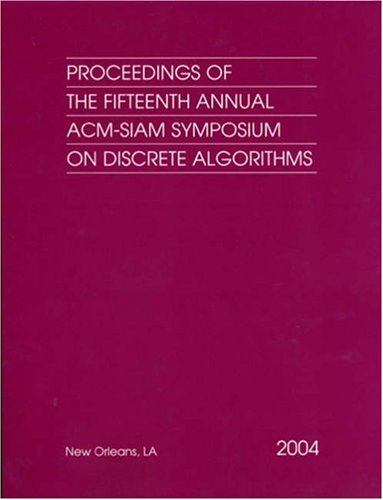 PROCEEDINGS OF
THE FIFTEENTH ANNUAL
ACM-SIAM SYMPOSIUM
ON DISCRETE ALGORITHMS
New Orleans, LA
2004